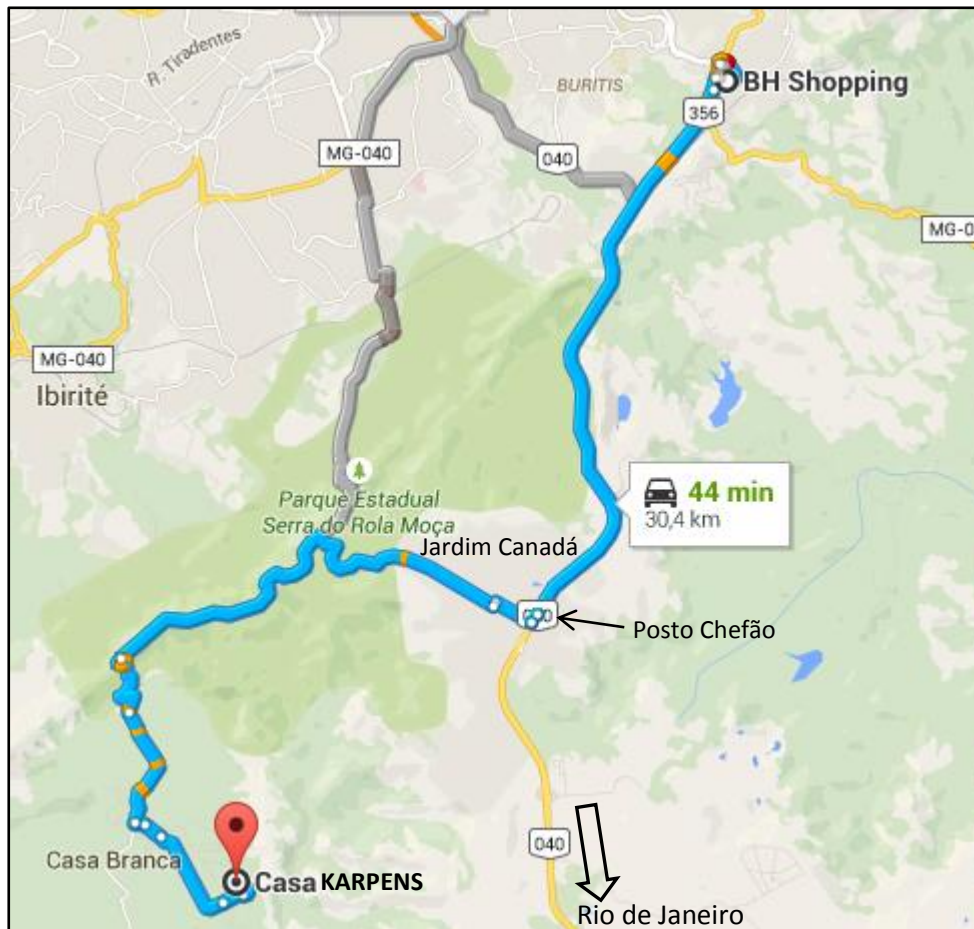 R. Tiradentes
BURITIS
BH Shopping
356
MG-040
040
MG-0
MG-040
Ibirité
44 min
30,4 km
Parque Estadual
Serra do Rola Moça
Jardim Canadá
Posto Chefão
Casa Branca
040
Casa KARPENS
Rio de Janeiro